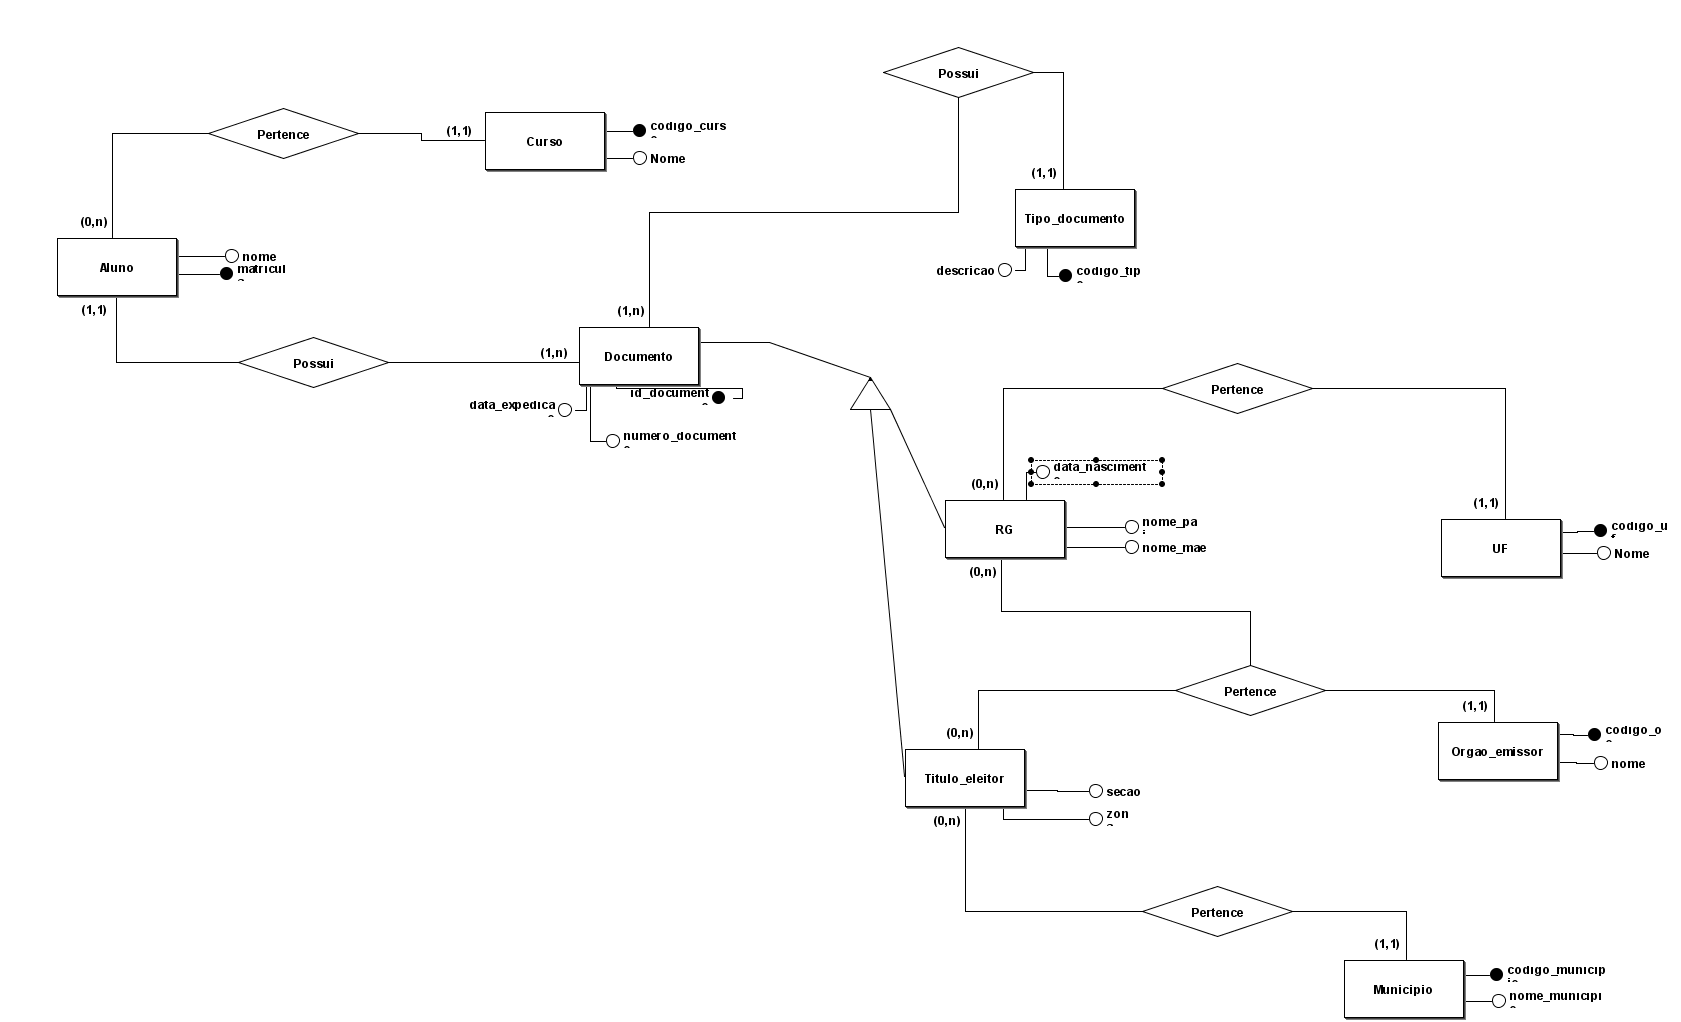 Possui
Pertence
(1,1)
Curso
codigo_curs
Nome
(1,1)
(0,n)
Tipo_documento
Aluno
nome
matricul
descricao
codigo_tip
(1,1)
(1,n)
Possui
(1,n)
Documento
id_document
data_expedica
numero_document
Pertence
data_nasciment
(0,n)
(1,1)
RG
nome_pa
i
nome_mae
UF
codigo_u
f
Nome
(0,n)
Pertence
(0,n)
(1,1)
Titulo_eleitor
Orgao_emissor
codigo_o
nome
secao
zon
(0,n)
Pertence
(1,1)
Municipio
codigo_municip
io
nome_municipi